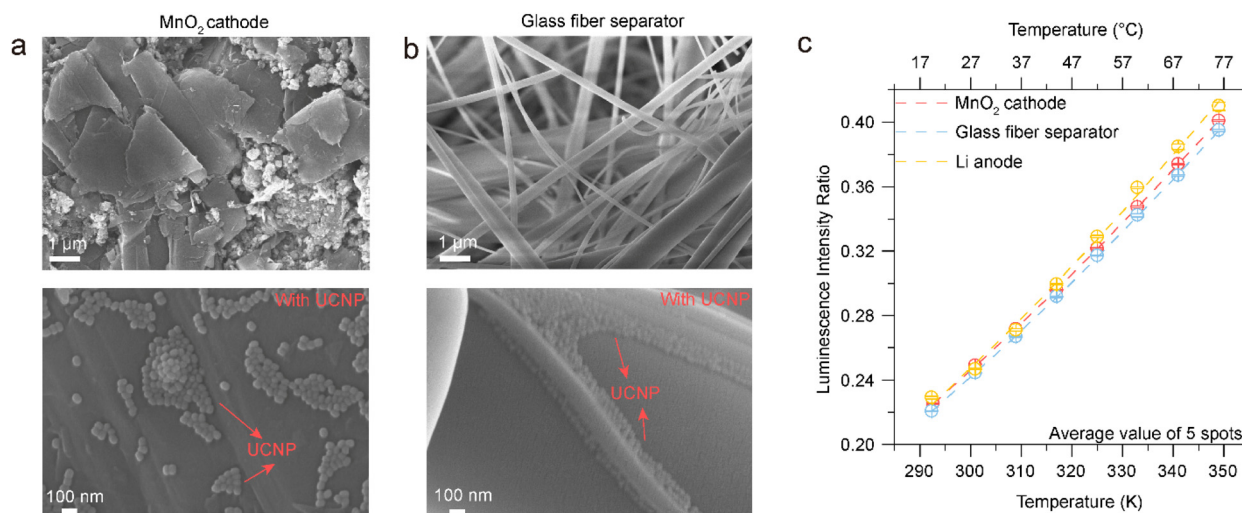 a
MnO₂ cathode
1 μm
With UCNP
UCNP
100 nm
b
Glass fiber separator
1 μm
With UCNP
UCNP
100 nm
c
Temperature (°C)
17 27 37 47 57 67 77
MnO₂ cathode
Glass fiber separator
Li anode
Luminescence Intensity Ratio
0.40
0.36
0.32
0.28
0.24
0.20
Average value of 5 spots
290 300 310 320 330 340 350
Temperature (K)